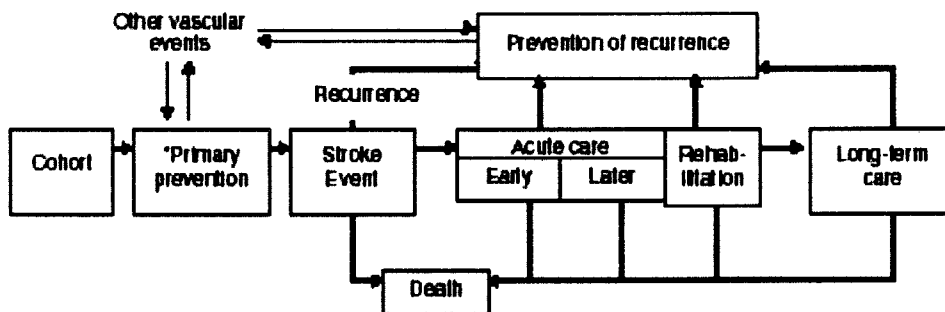 Other vascular
events
Prevention of recurrence
Recurrence
Cohort
*Primary
prevention
Stroke
Event
Acute care
Early
Later
Rehab-
ilitation
Long-term
care
Death